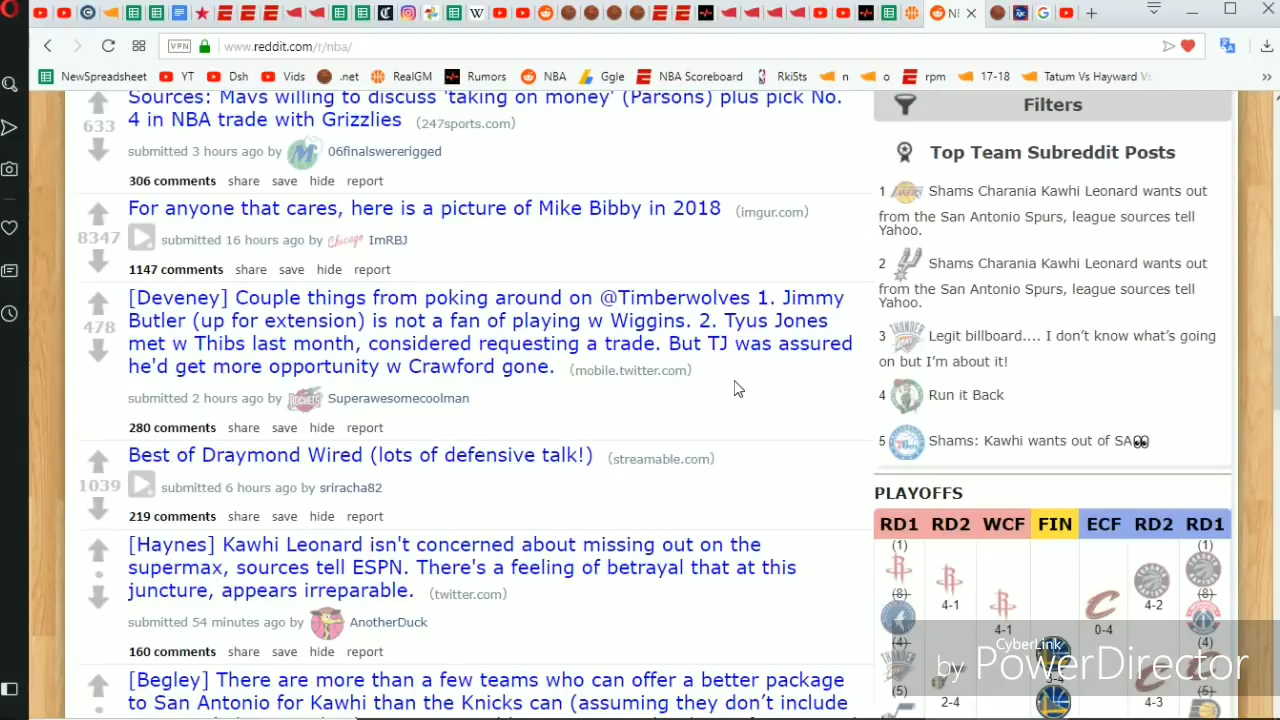 NI
VPN
www.reddit.com/r/nba/
NewSpreadsheet
YT
Dsh
Vids
.net
RealGM
Rumors
NBA
Ggle
NBA Scoreboard
RkiSts
n
o
rpm
17-18
Tatum Vs Hayward Vs
Sources: Mavs willing to discuss 'taking on money' (Parsons) plus pick No.
4 in NBA trade with Grizzlies (247sports.com)
633
submitted 3 hours ago by 06finalswererigged
306 comments share save hide report
For anyone that cares, here is a picture of Mike Bibby in 2018 (imgur.com)
8347
submitted 16 hours ago by Chicago ImRBJ
1147 comments share save hide report
[Deveney] Couple things from poking around on @Timberwolves 1. Jimmy
Butler (up for extension) is not a fan of playing w Wiggins. 2. Tyus Jones
478
met w Thibs last month, considered requesting a trade. But TJ was assured
he'd get more opportunity w Crawford gone. (mobile.twitter.com)
submitted 2 hours ago by ROCKETS Superawesomecoolman
280 comments share save hide report
Best of Draymond Wired (lots of defensive talk!) (streamable.com)
1039
submitted 6 hours ago by sriracha82
219 comments share save hide report
[Haynes] Kawhi Leonard isn't concerned about missing out on the
supermax, sources tell ESPN. There's a feeling of betrayal that at this
juncture, appears irreparable. (twitter.com)
submitted 54 minutes ago by AnotherDuck
160 comments share save hide report
[Begley] There are more than a few teams who can offer a better package
to San Antonio for Kawhi than the Knicks can (assuming they don't include
Filters
Top Team Subreddit Posts
1 LAKERS Shams Charania Kawhi Leonard wants out
from the San Antonio Spurs, league sources tell
Yahoo.
2 Shams Charania Kawhi Leonard wants out
from the San Antonio Spurs, league sources tell
Yahoo.
3 THUNDER Legit billboard.... I don't know what's going
on but I'm about it!
4 Run it Back
5 76ERS Shams: Kawhi wants out of SA👀
PLAYOFFS
RD1 RD2 WCF FIN ECF RD2 RD1
(1) (1)
4-1 4-2
(8) (8)
4-1 0-4
(4) (4)
3-4
(5) (5)
2-4 4-3
CyberLink
by PowerDirector